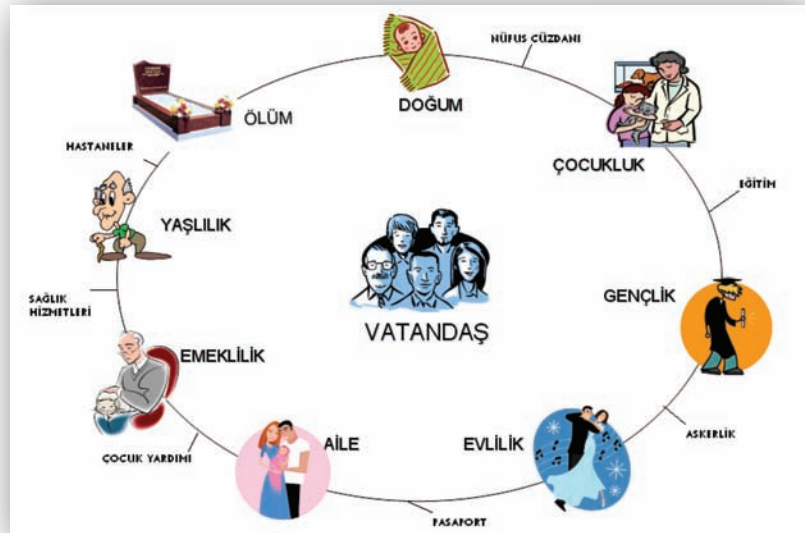 DOĞUM
NÜFUS CÜZDANI
ÇOCUKLUK
EĞİTİM
GENÇLİK
ASKERLİK
EVLİLİK
PASAPORT
AİLE
ÇOCUK YARDIMI
EMEKLİLİK
SAĞLIK
HİZMETLERİ
YAŞLILIK
HASTANELER
ÖLÜM
VATANDAŞ